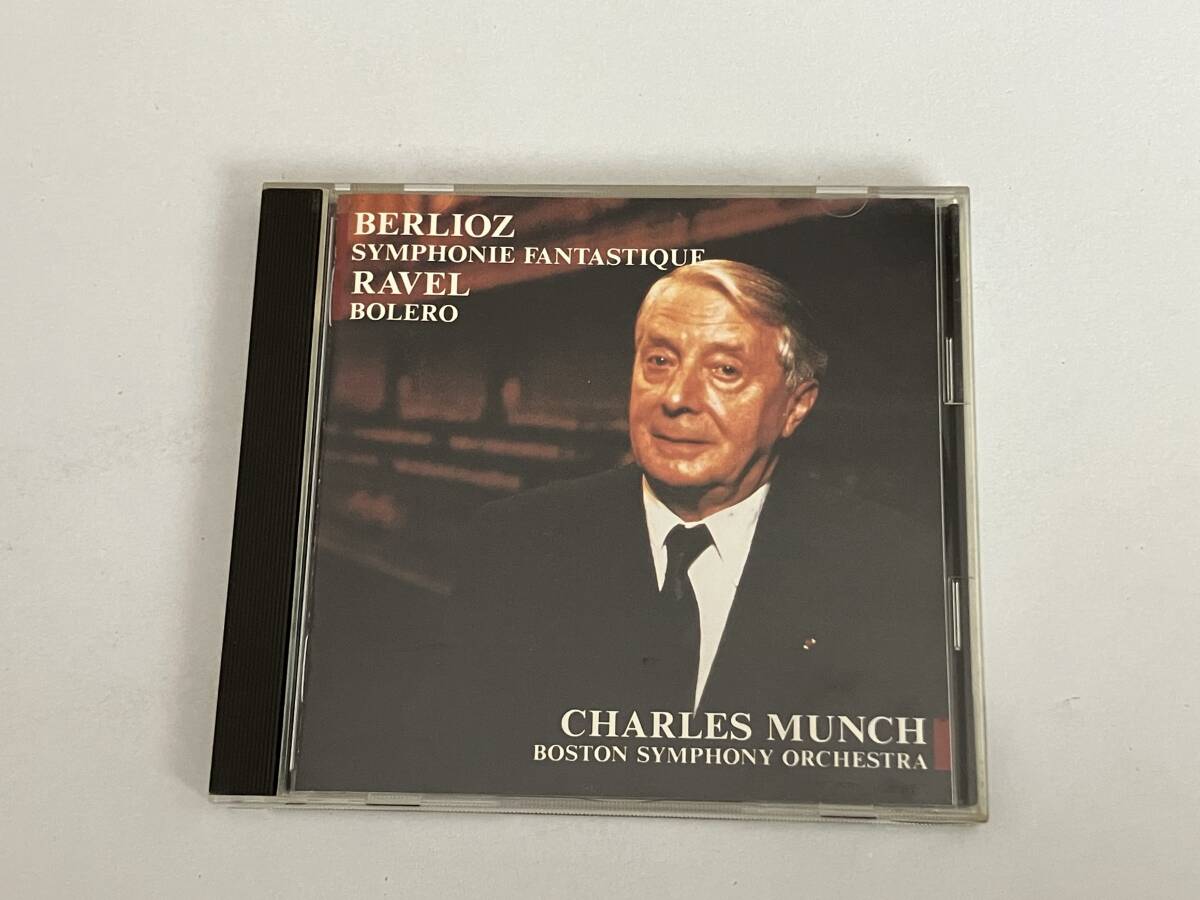 BERLIOZ
SYMPHONIE FANTASTIQUE
RAVEL
BOLERO
CHARLES MUNCH
BOSTON SYMPHONY ORCHESTRA